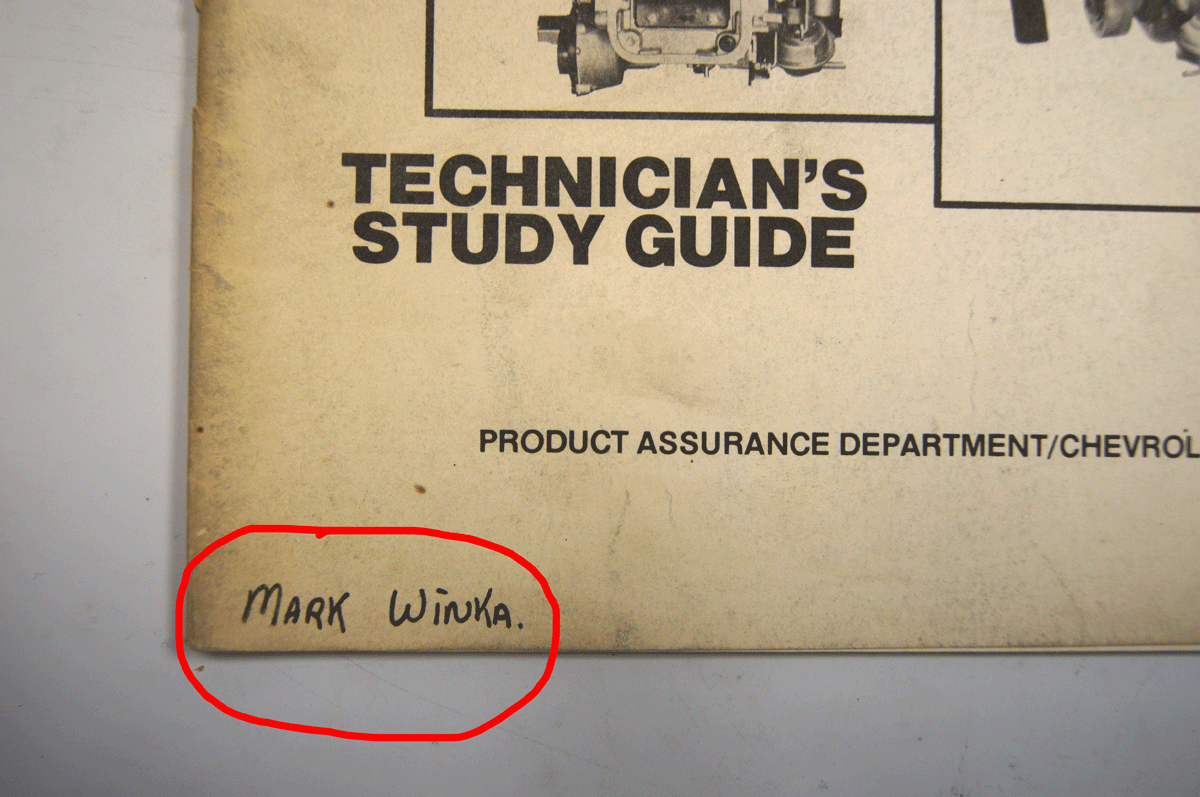 TECHNICIAN'S
STUDY GUIDE
PRODUCT ASSURANCE DEPARTMENT/CHEVROL
MARK WINKA.